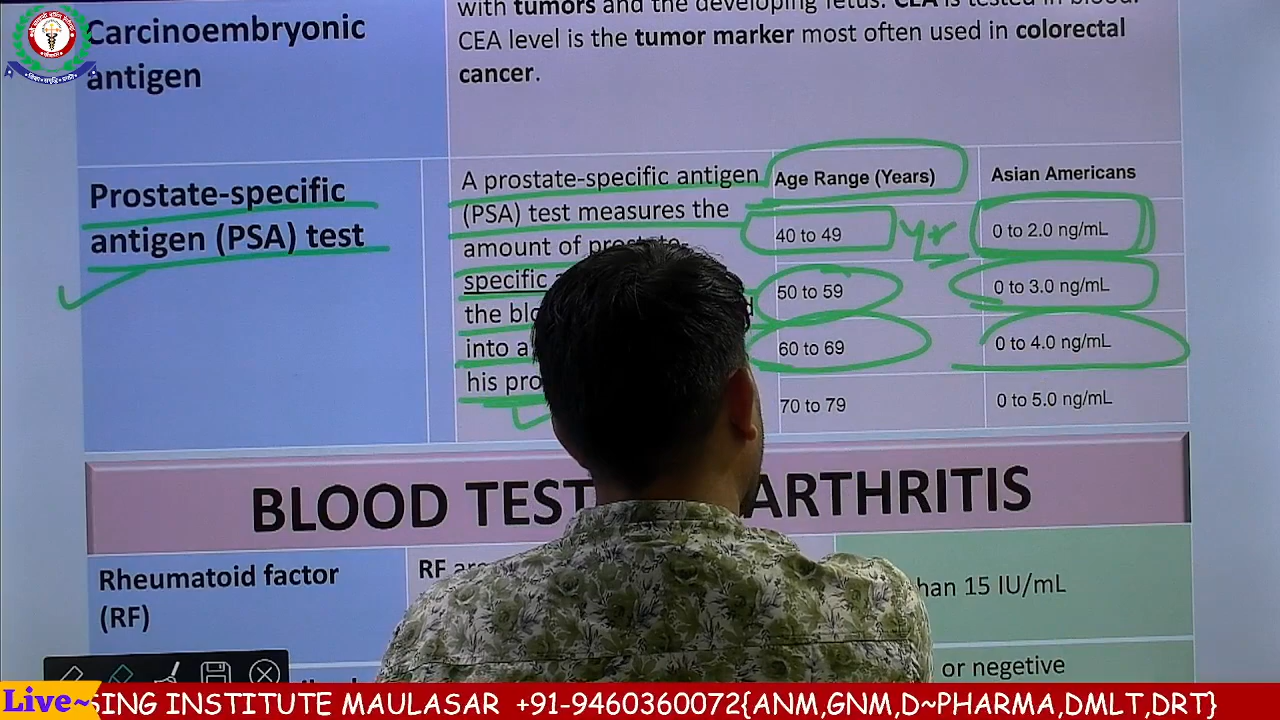 with tumors and the developing fetus. CEA is tested in blood.
Carcinoembryonic
antigen
CEA level is the tumor marker most often used in colorectal
cancer.
Prostate-specific
antigen (PSA) test
A prostate-specific antigen
(PSA) test measures the
amount of prostate-
specific
the
into a
his
Age Range (Years)
Asian Americans
40 to 49
yr
0 to 2.0 ng/mL
50 to 59
0 to 3.0 ng/mL
60 to 69
0 to 4.0 ng/mL
70 to 79
0 to 5.0 ng/mL
BLOOD ARTHRITIS
Rheumatoid factor
(RF)
RF
15 IU/mL
or negetive
Live~
INSTITUTE MAULASAR +91-9460360072{ANM,GNM,D~PHARMA,DMLT,DRT}